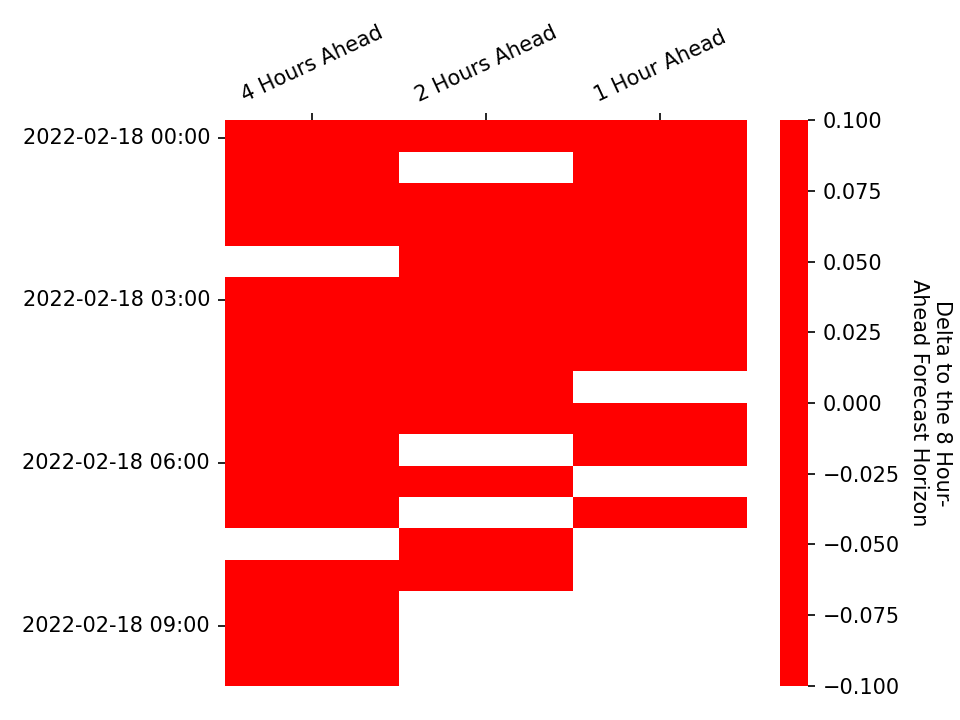 4 Hours Ahead
2 Hours Ahead
1 Hour Ahead
2022-02-18 00:00
2022-02-18 03:00
2022-02-18 06:00
2022-02-18 09:00
0.100
0.075
0.050
0.025
0.000
−0.025
−0.050
−0.075
−0.100
Delta to the 8 Hour-
Ahead Forecast Horizon